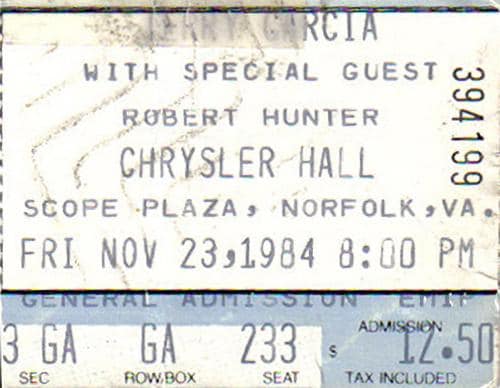 JERRY GARCIA
WITH SPECIAL GUEST
ROBERT HUNTER
CHRYSLER HALL
SCOPE PLAZA, NORFOLK, VA.
FRI NOV 23,1984 8:00 PM
394199
GENERAL ADMISSION
3 GA GA 233 $ ADMISSION 12.50
SEC ROW/BOX SEAT TAX INCLUDED